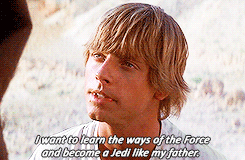 I want to learn the ways of the Force
and become a Jedi like my father.